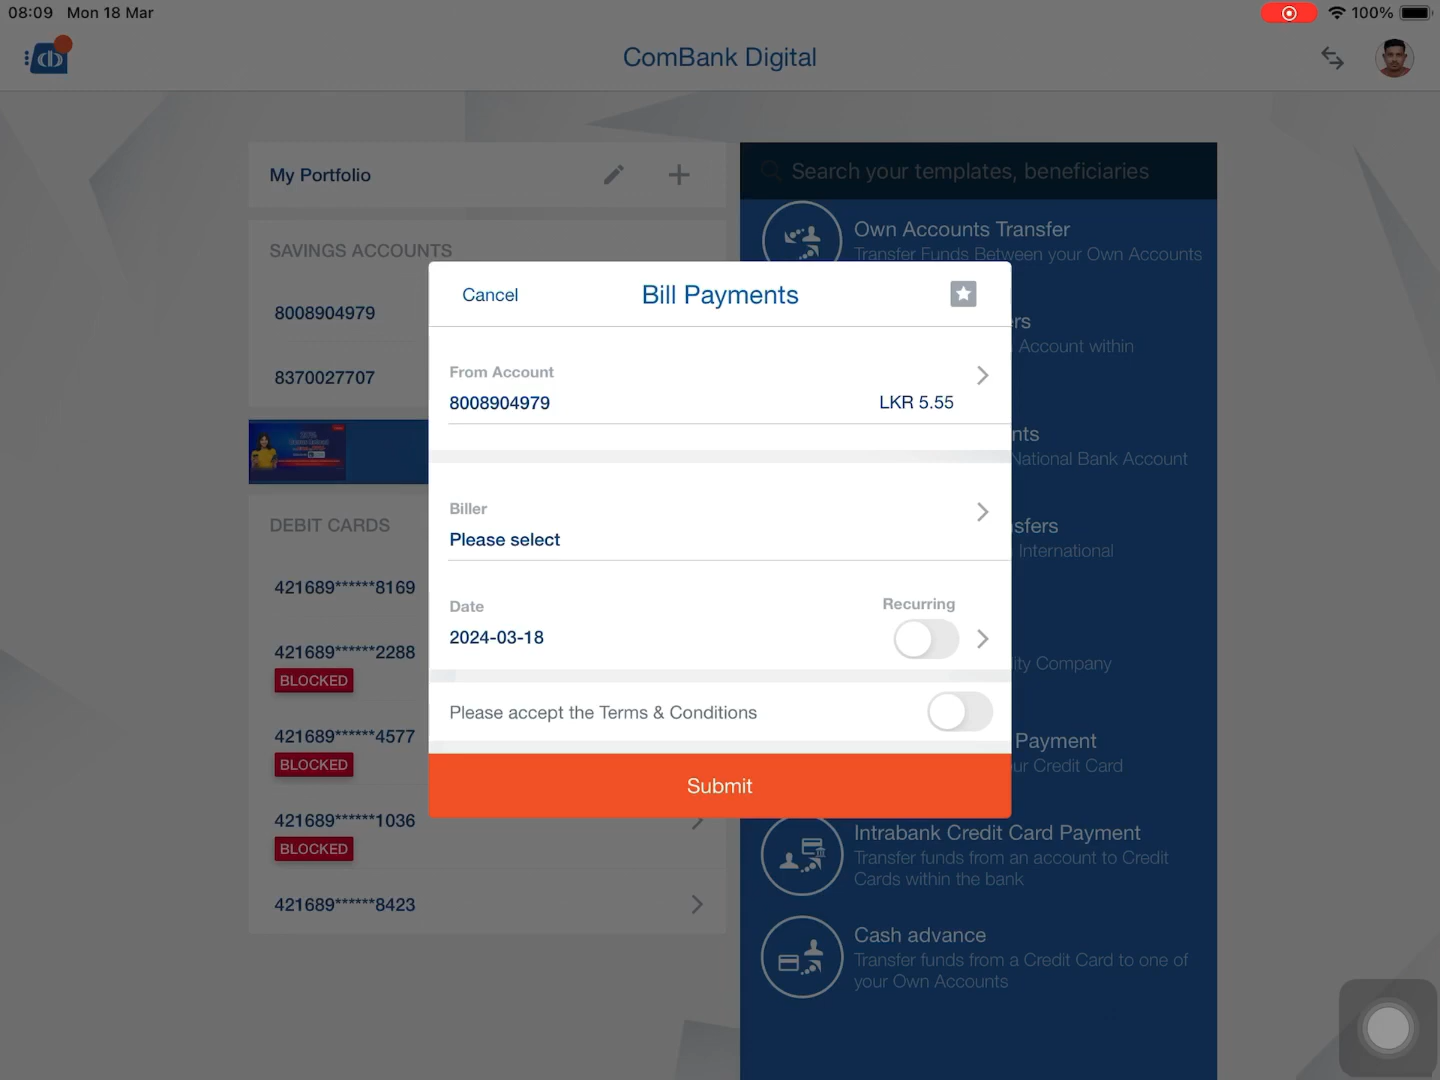 08:09 Mon 18 Mar
100%
ComBank Digital
My Portfolio
Search your templates, beneficiaries
SAVINGS ACCOUNTS
8008904979
8370027707
DEBIT CARDS
421689******8169
421689******2288
BLOCKED
421689******4577
BLOCKED
421689******1036
BLOCKED
421689******8423
Own Accounts Transfer
Transfer Funds Between your Own Accounts
Cancel
Bill Payments
From Account
8008904979
LKR 5.55
Biller
Please select
Date
Recurring
2024-03-18
Please accept the Terms & Conditions
Submit
rs
Account within
nts
National Bank Account
sfers
International
ity Company
Payment
ur Credit Card
Intrabank Credit Card Payment
Transfer funds from an account to Credit
Cards within the bank
Cash advance
Transfer funds from a Credit Card to one of
your Own Accounts